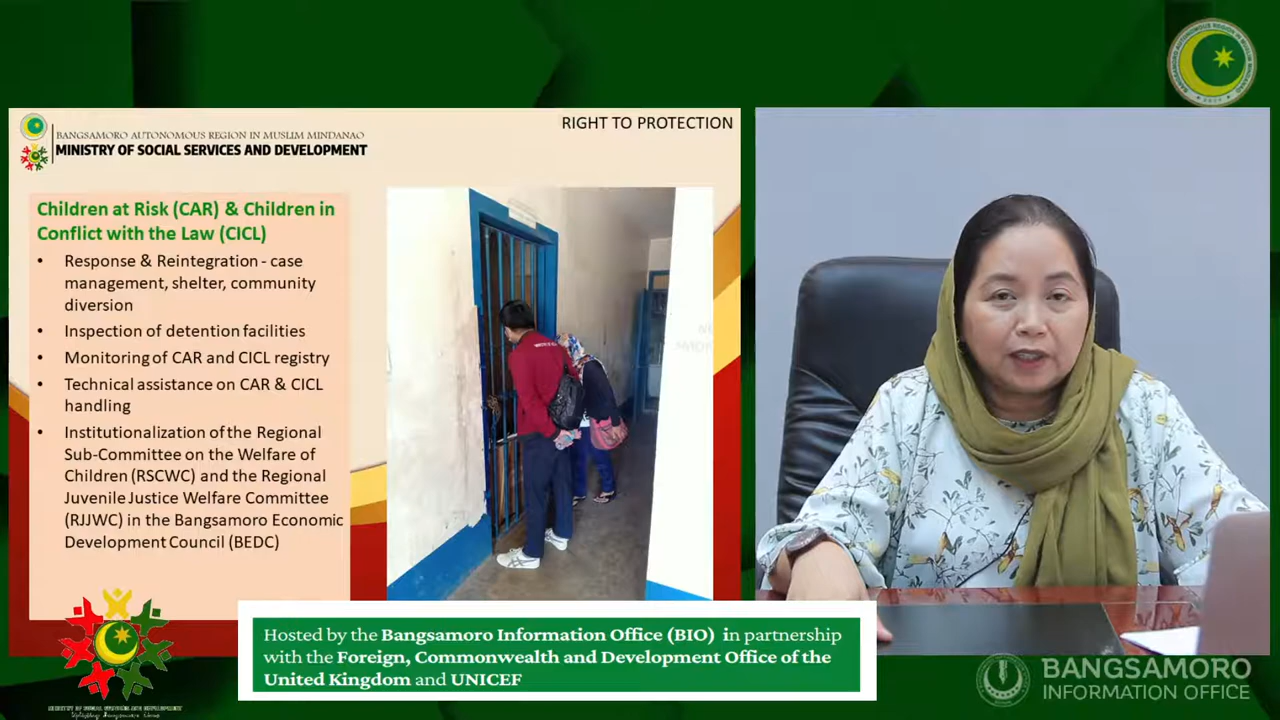 BANGSAMORO AUTONOMOUS REGION IN MUSLIM MINDANAO
MINISTRY OF SOCIAL SERVICES AND DEVELOPMENT
RIGHT TO PROTECTION
Children at Risk (CAR) & Children in
Conflict with the Law (CICL)
• Response & Reintegration - case
management, shelter, community
diversion
• Inspection of detention facilities
• Monitoring of CAR and CICL registry
• Technical assistance on CAR & CICL
handling
• Institutionalization of the Regional
Sub-Committee on the Welfare of
Children (RSCWC) and the Regional
Juvenile Justice Welfare Committee
(RJJWC) in the Bangsamoro Economic
Development Council (BEDC)
Hosted by the Bangsamoro Information Office (BIO) in partnership
with the Foreign, Commonwealth and Development Office of the
United Kingdom and UNICEF
BANGSAMORO
INFORMATION OFFICE